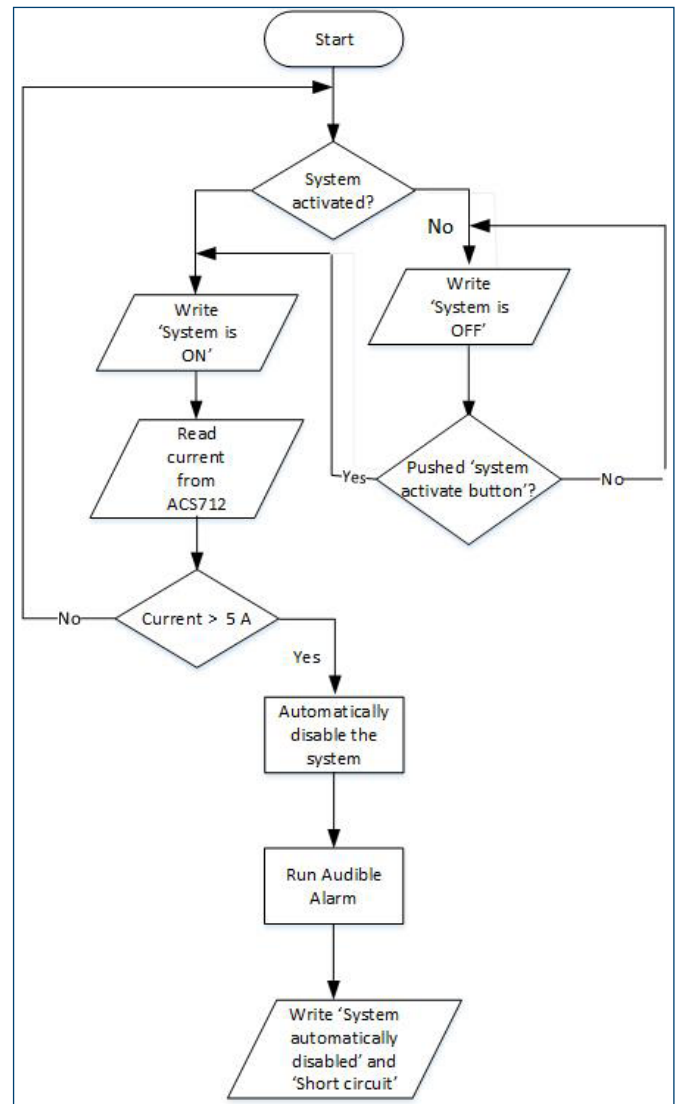 Start
System
activated?
No
Write
‘System is
ON’
Write
‘System is
OFF’
Read
current
from
ACS712
Yes
Pushed ‘system
activate button’?
No
No
Current > 5 A
Yes
Automatically
disable the
system
Run Audible
Alarm
Write ‘System
automatically
disabled’ and
‘Short circuit’